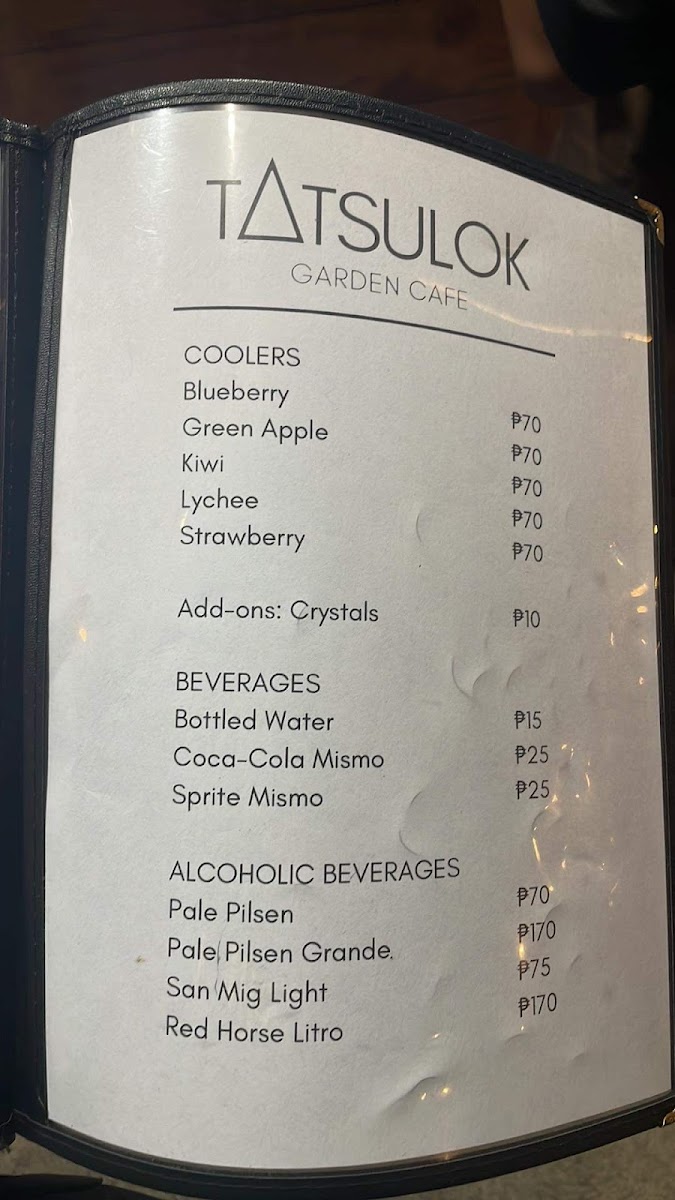 TATSULOK
GARDEN CAFE
COOLERS
Blueberry ₱70
Green Apple ₱70
Kiwi ₱70
Lychee ₱70
Strawberry ₱70
Add-ons: Crystals ₱10
BEVERAGES
Bottled Water ₱15
Coca-Cola Mismo ₱25
Sprite Mismo ₱25
ALCOHOLIC BEVERAGES
Pale Pilsen ₱70
Pale Pilsen Grande ₱170
San Mig Light ₱75
Red Horse Litro ₱170